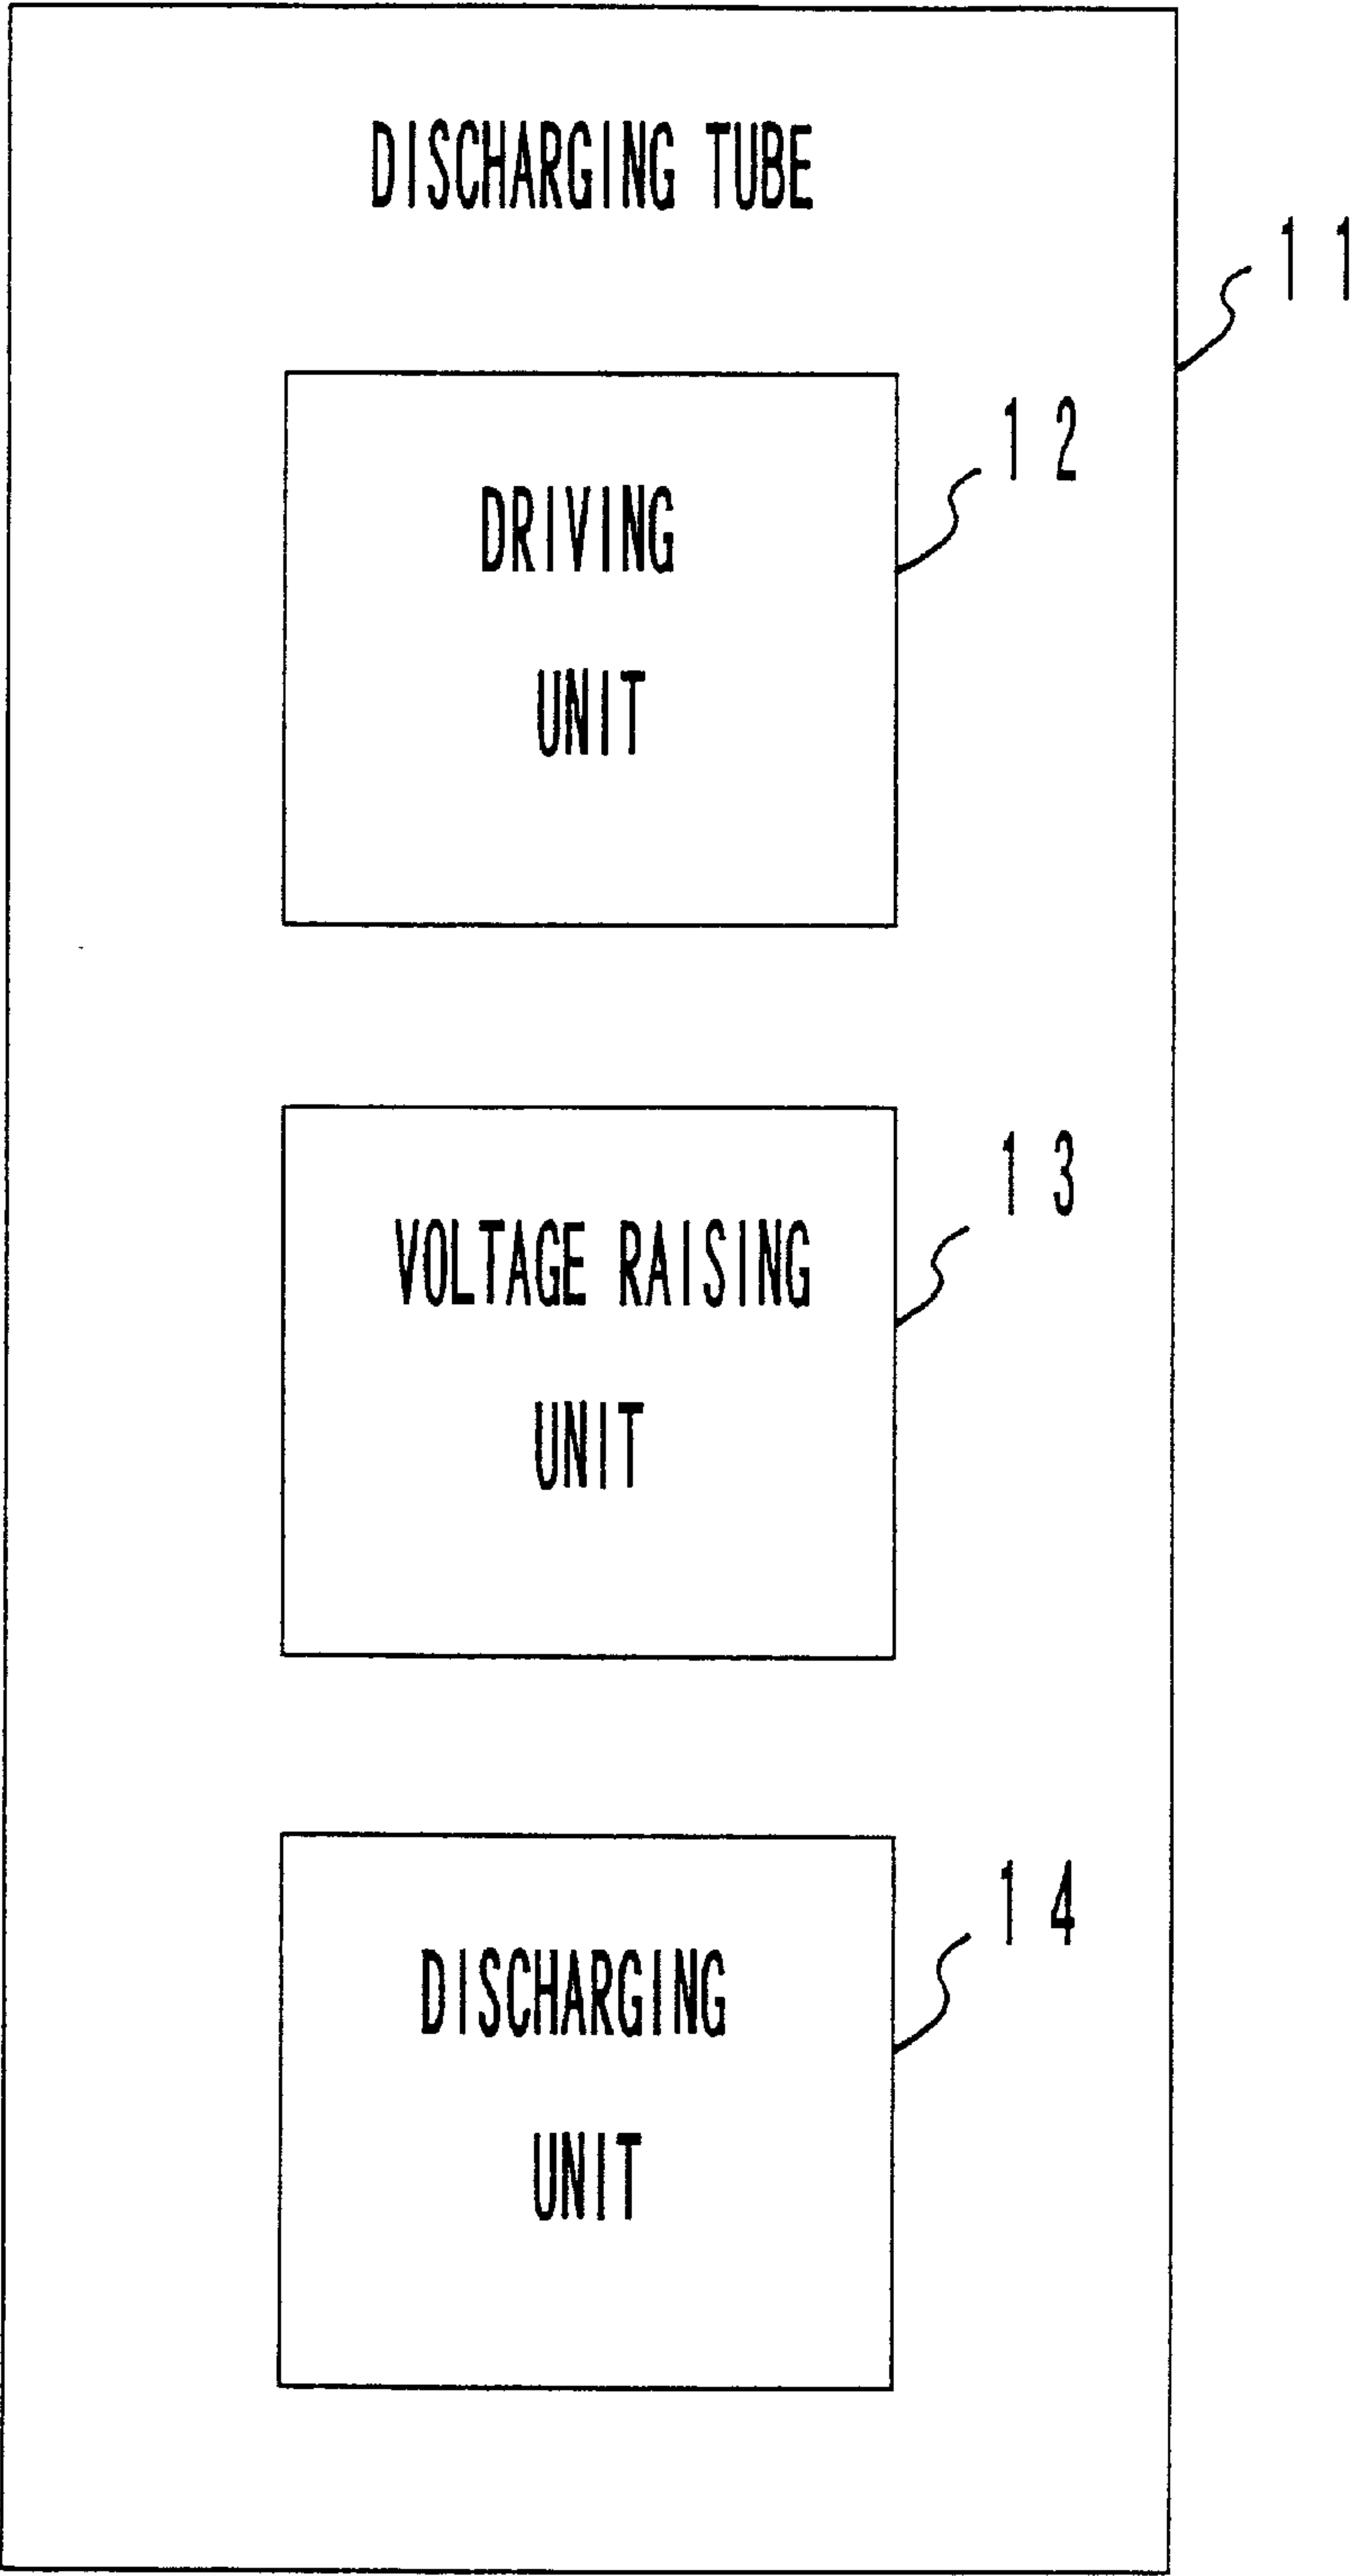 DISCHARGING TUBE
11
DRIVING
UNIT
12
VOLTAGE RAISING
UNIT
13
DISCHARGING
UNIT
14